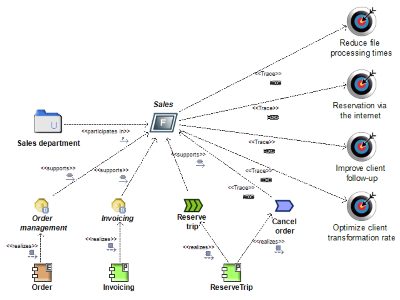 Reduce file
processing times
<<Trace>>
Sales
F
<<Trace>>
Reservation via
the internet
Sales department
<<participates in>>
<<Trace>>
Improve client
follow-up
<<supports>>
<<supports>>
<<supports>>
<<Trace>>
Order
management
Invoicing
Reserve
trip
Cancel
order
Optimize client
transformation rate
<<realizes>>
<<realizes>>
<<realizes>>
<<realizes>>
Order
Invoicing
ReserveTrip